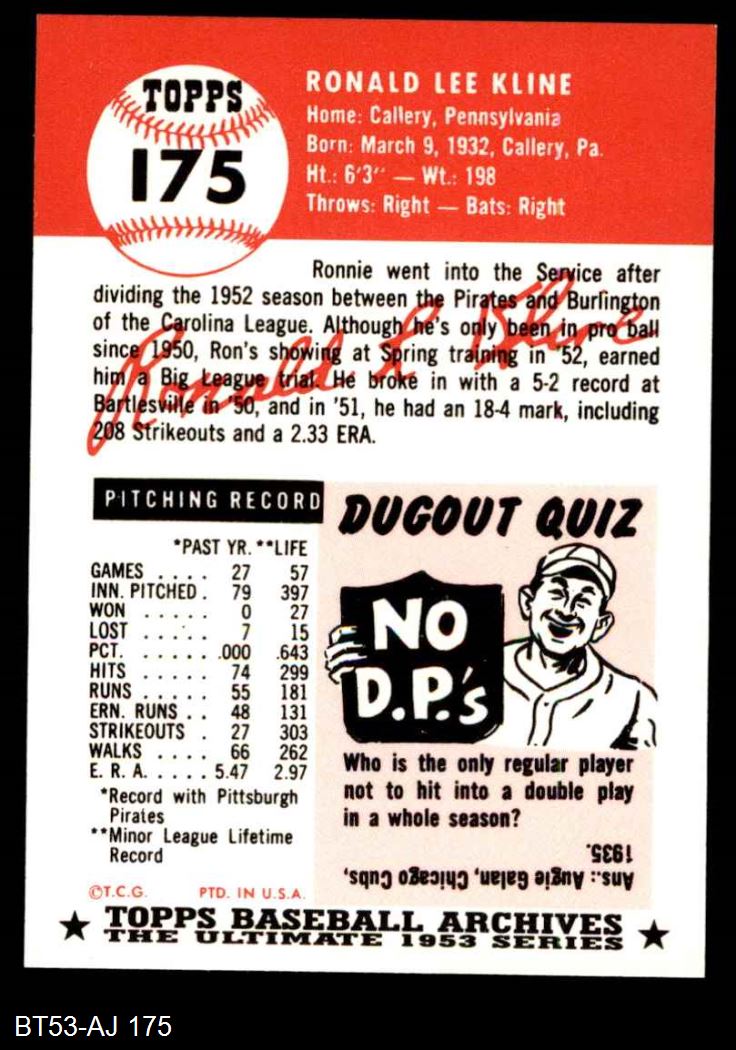 TOPPS
175
RONALD LEE KLINE
Home: Callery, Pennsylvania
Born: March 9, 1932, Callery, Pa.
Ht.: 6'3" — Wt.: 198
Throws: Right — Bats: Right
Ronnie went into the Service after
dividing the 1952 season between the Pirates and Burlington
of the Carolina League. Although he's only been in pro ball
since 1950, Ron's showing at Spring training in '52, earned
him a Big League trial. He broke in with a 5-2 record at
Bartlesville in '50, and in '51, he had an 18-4 mark, including
208 Strikeouts and a 2.33 ERA.
Ronald L Kline
PITCHING RECORD
*PAST YR. **LIFE
GAMES . . . . 27 57
INN. PITCHED . 79 397
WON . . . . . 0 27
LOST . . . . . 7 15
PCT. . . . . . .000 .643
HITS . . . . . 74 299
RUNS . . . . . 55 181
ERN. RUNS . . 48 131
STRIKEOUTS . 27 303
WALKS . . . . 66 262
E. R. A. . . . . 5.47 2.97
*Record with Pittsburgh
Pirates
**Minor League Lifetime
Record
DUGOUT QUIZ
NO
D.P.'s
Who is the only regular player
not to hit into a double play
in a whole season?
Ans.: Augie Galan, Chicago Cubs,
1935.
©T.C.G. PTD. IN U.S.A.
★ TOPPS BASEBALL ARCHIVES ★
THE ULTIMATE 1953 SERIES
BT53-AJ 175